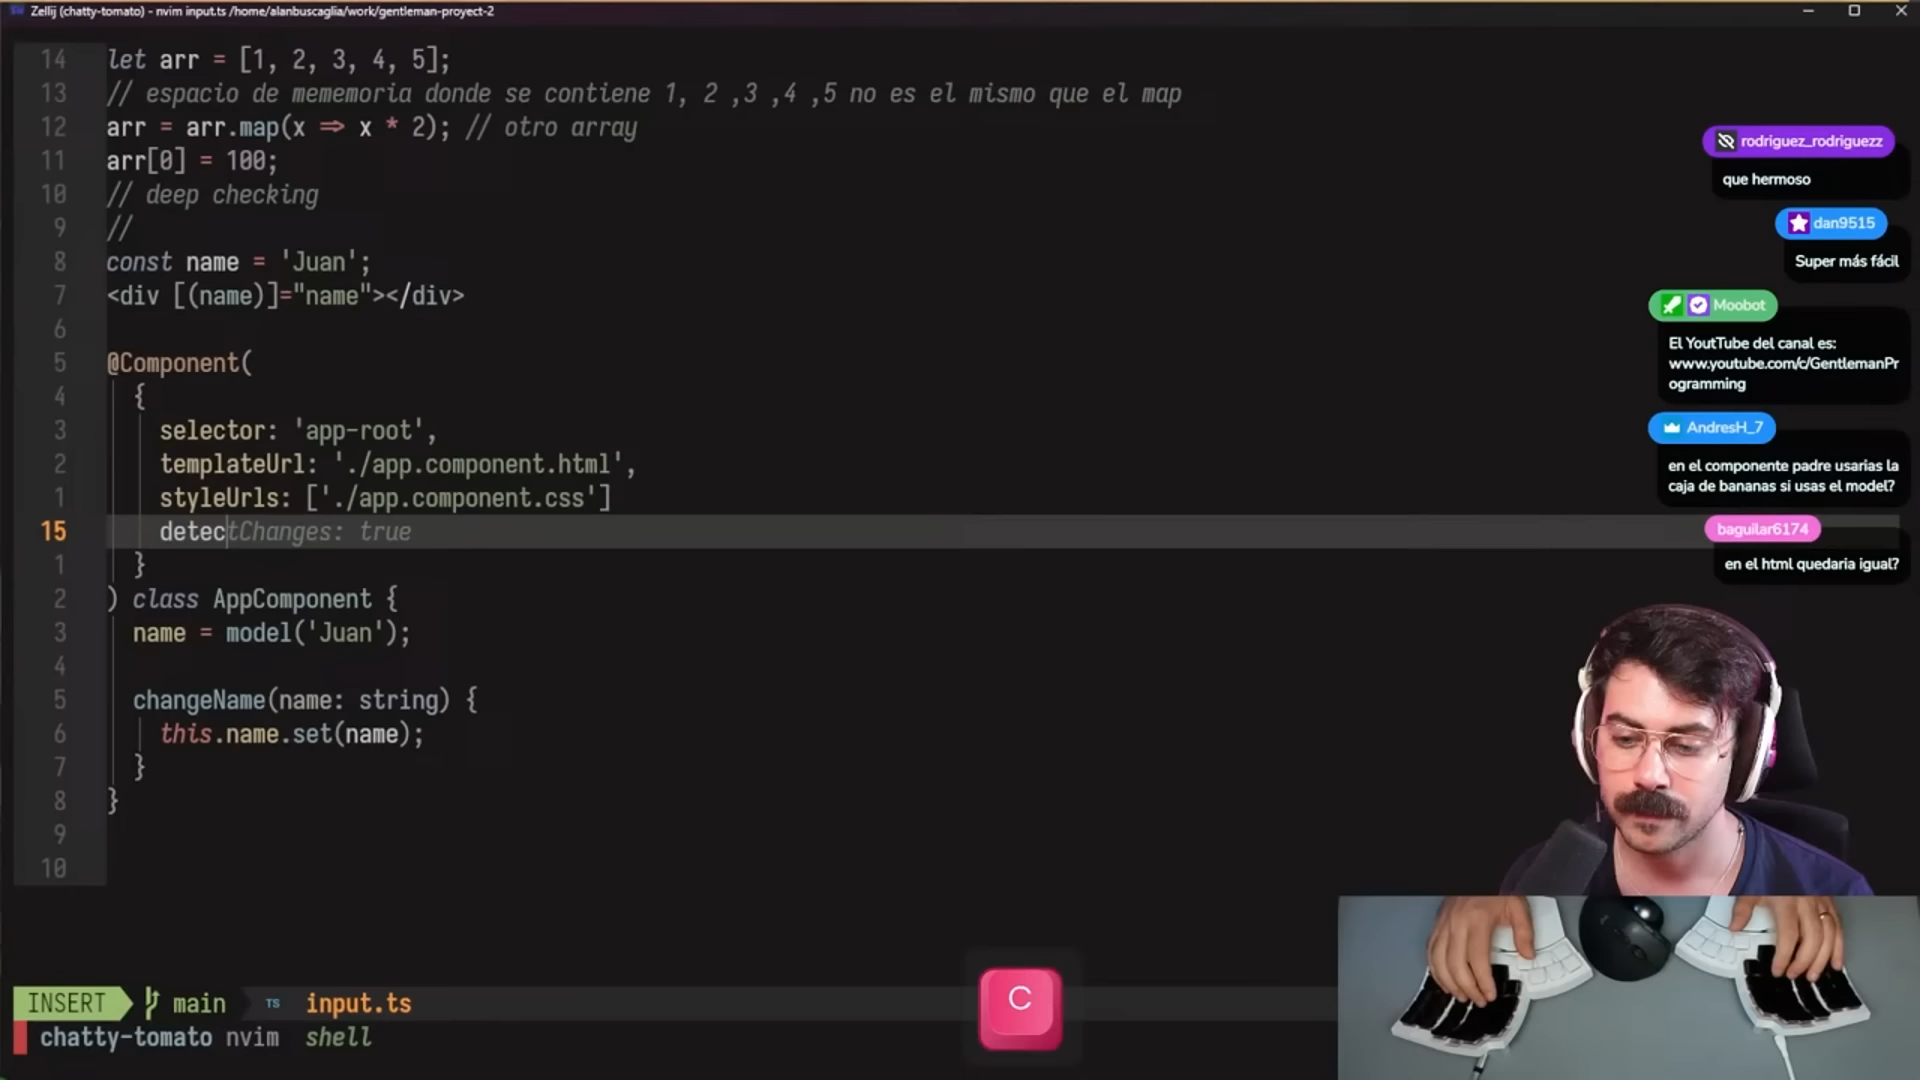 Zellij (chatty-tomato) - nvim input.ts /home/alanbuscaglia/work/gentleman-proyect-2
14 let arr = [1, 2, 3, 4, 5];
13 // espacio de mememoria donde se contiene 1, 2 ,3 ,4 ,5 no es el mismo que el map
12 arr = arr.map(x => x * 2); // otro array
11 arr[0] = 100;
10 // deep checking
9 //
8 const name = 'Juan';
7 <div [(name)]="name"></div>
6
5 @Component(
4 {
3 selector: 'app-root',
2 templateUrl: './app.component.html',
1 styleUrls: ['./app.component.css']
15 detectChanges: true
1 }
2 ) class AppComponent {
3 name = model('Juan');
4
5 changeName(name: string) {
6 this.name.set(name);
7 }
8 }
9
10
rodriguez_rodriguezz
que hermoso
dan9515
Super más fácil
Moobot
El YoutTube del canal es:
www.youtube.com/c/GentlemanPr
ogramming
AndresH_7
en el componente padre usarias la
caja de bananas si usas el model?
baguilar6174
en el html quedaria igual?
C
INSERT main TS input.ts
chatty-tomato nvim shell